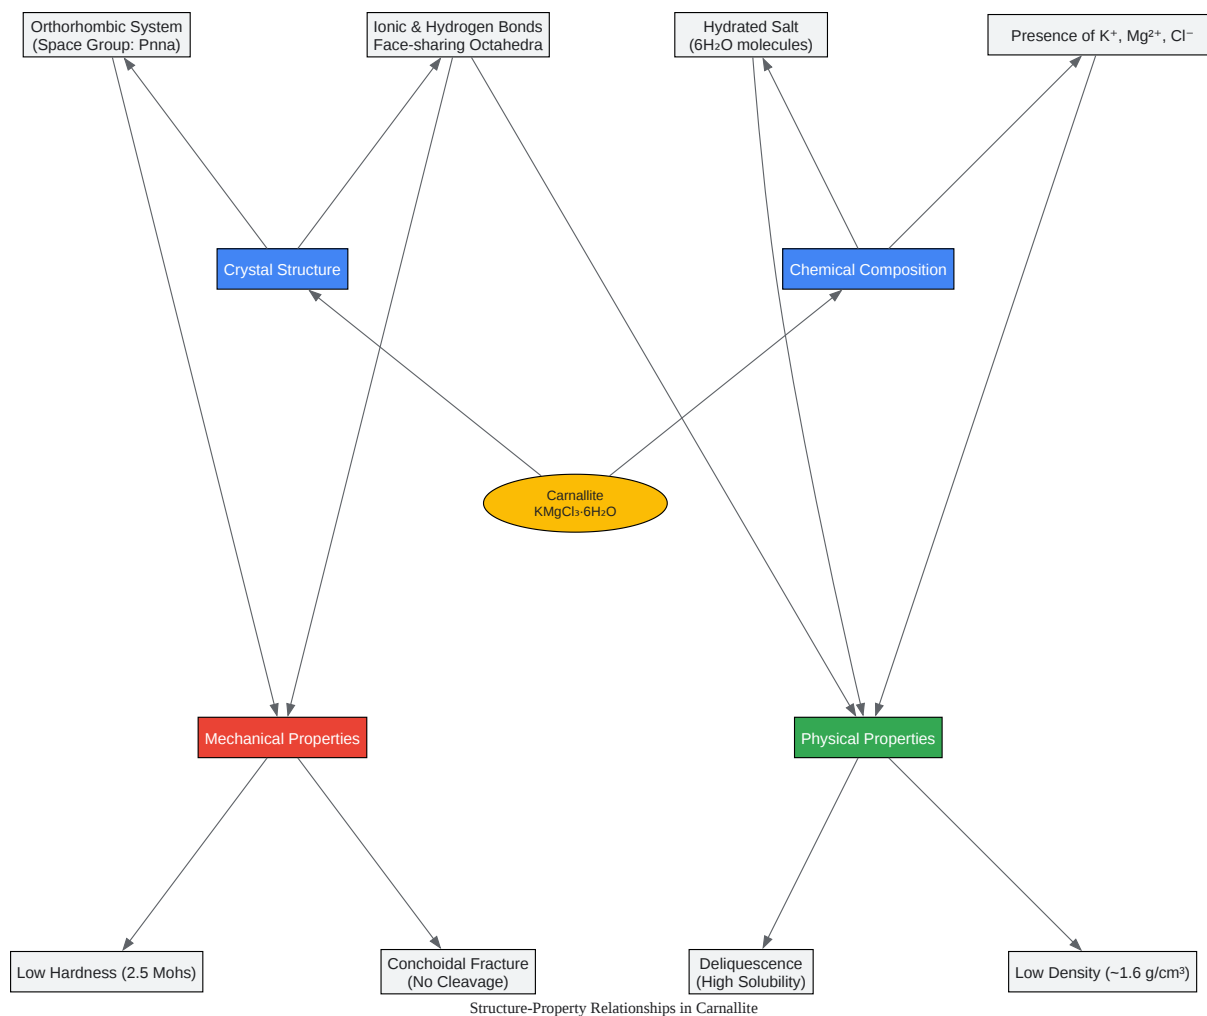 Orthorhombic System
(Space Group: Pnna)
Ionic & Hydrogen Bonds
Face-sharing Octahedra
Hydrated Salt
(6H₂O molecules)
Presence of K⁺, Mg²⁺, Cl⁻
Crystal Structure
Chemical Composition
Carnallite
KMgCl₃·6H₂O
Mechanical Properties
Physical Properties
Low Hardness (2.5 Mohs)
Conchoidal Fracture
(No Cleavage)
Deliquescence
(High Solubility)
Low Density (~1.6 g/cm³)
Structure-Property Relationships in Carnallite